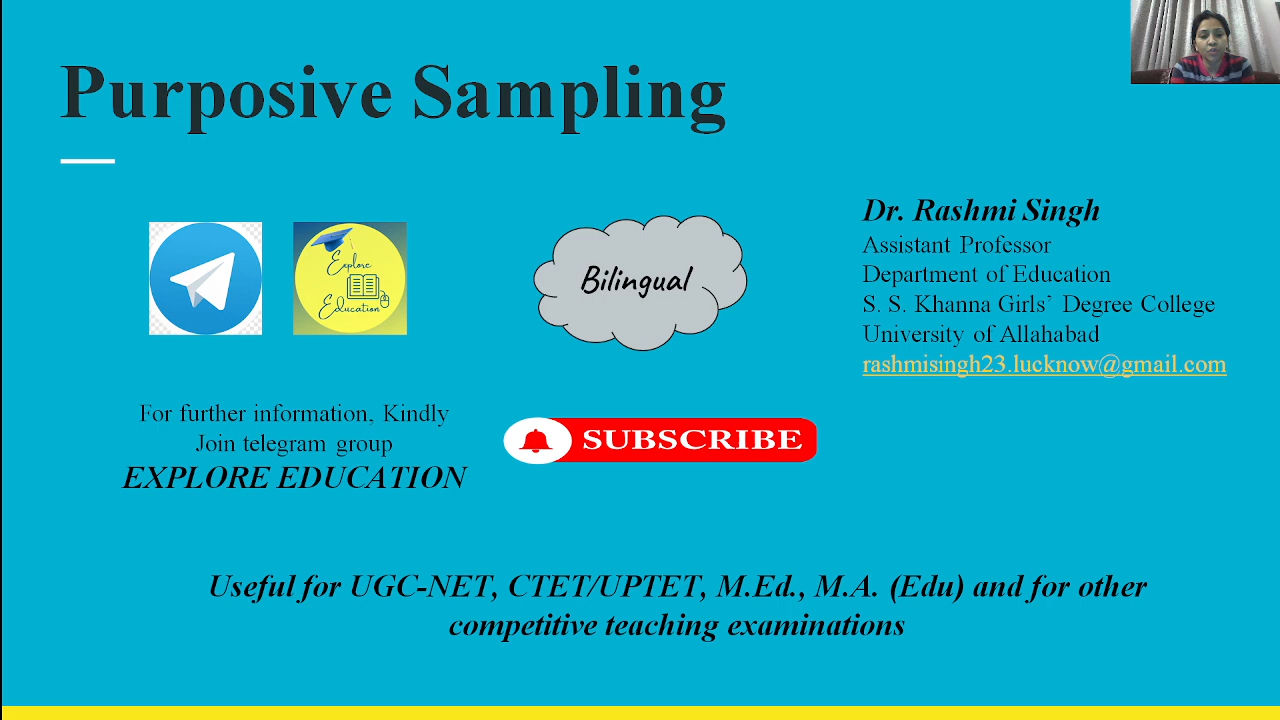 Purposive Sampling
Explore
Education
Bilingual
Dr. Rashmi Singh
Assistant Professor
Department of Education
S. S. Khanna Girls’ Degree College
University of Allahabad
rashmisingh23.lucknow@gmail.com
For further information, Kindly
Join telegram group
EXPLORE EDUCATION
SUBSCRIBE
Useful for UGC-NET, CTET/UPTET, M.Ed., M.A. (Edu) and for other
competitive teaching examinations